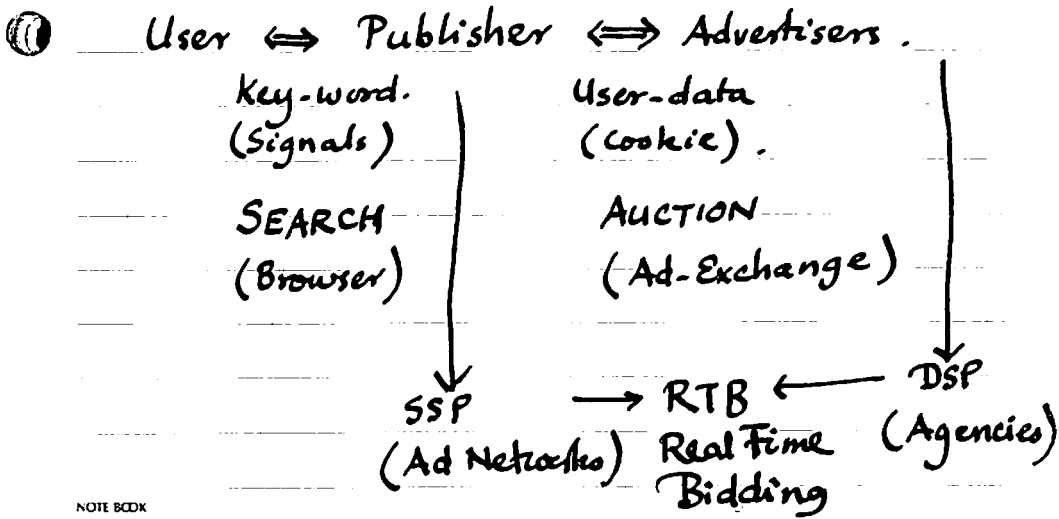 User ⇔ Publisher ⇔ Advertisers.
Key-word. User-data
(Signals) (Cookie).
SEARCH AUCTION
(Browser) (Ad-Exchange)
SSP → RTB ← DSP
(Ad Networks) Real Time (Agencies)
Bidding
NOTE BOOK